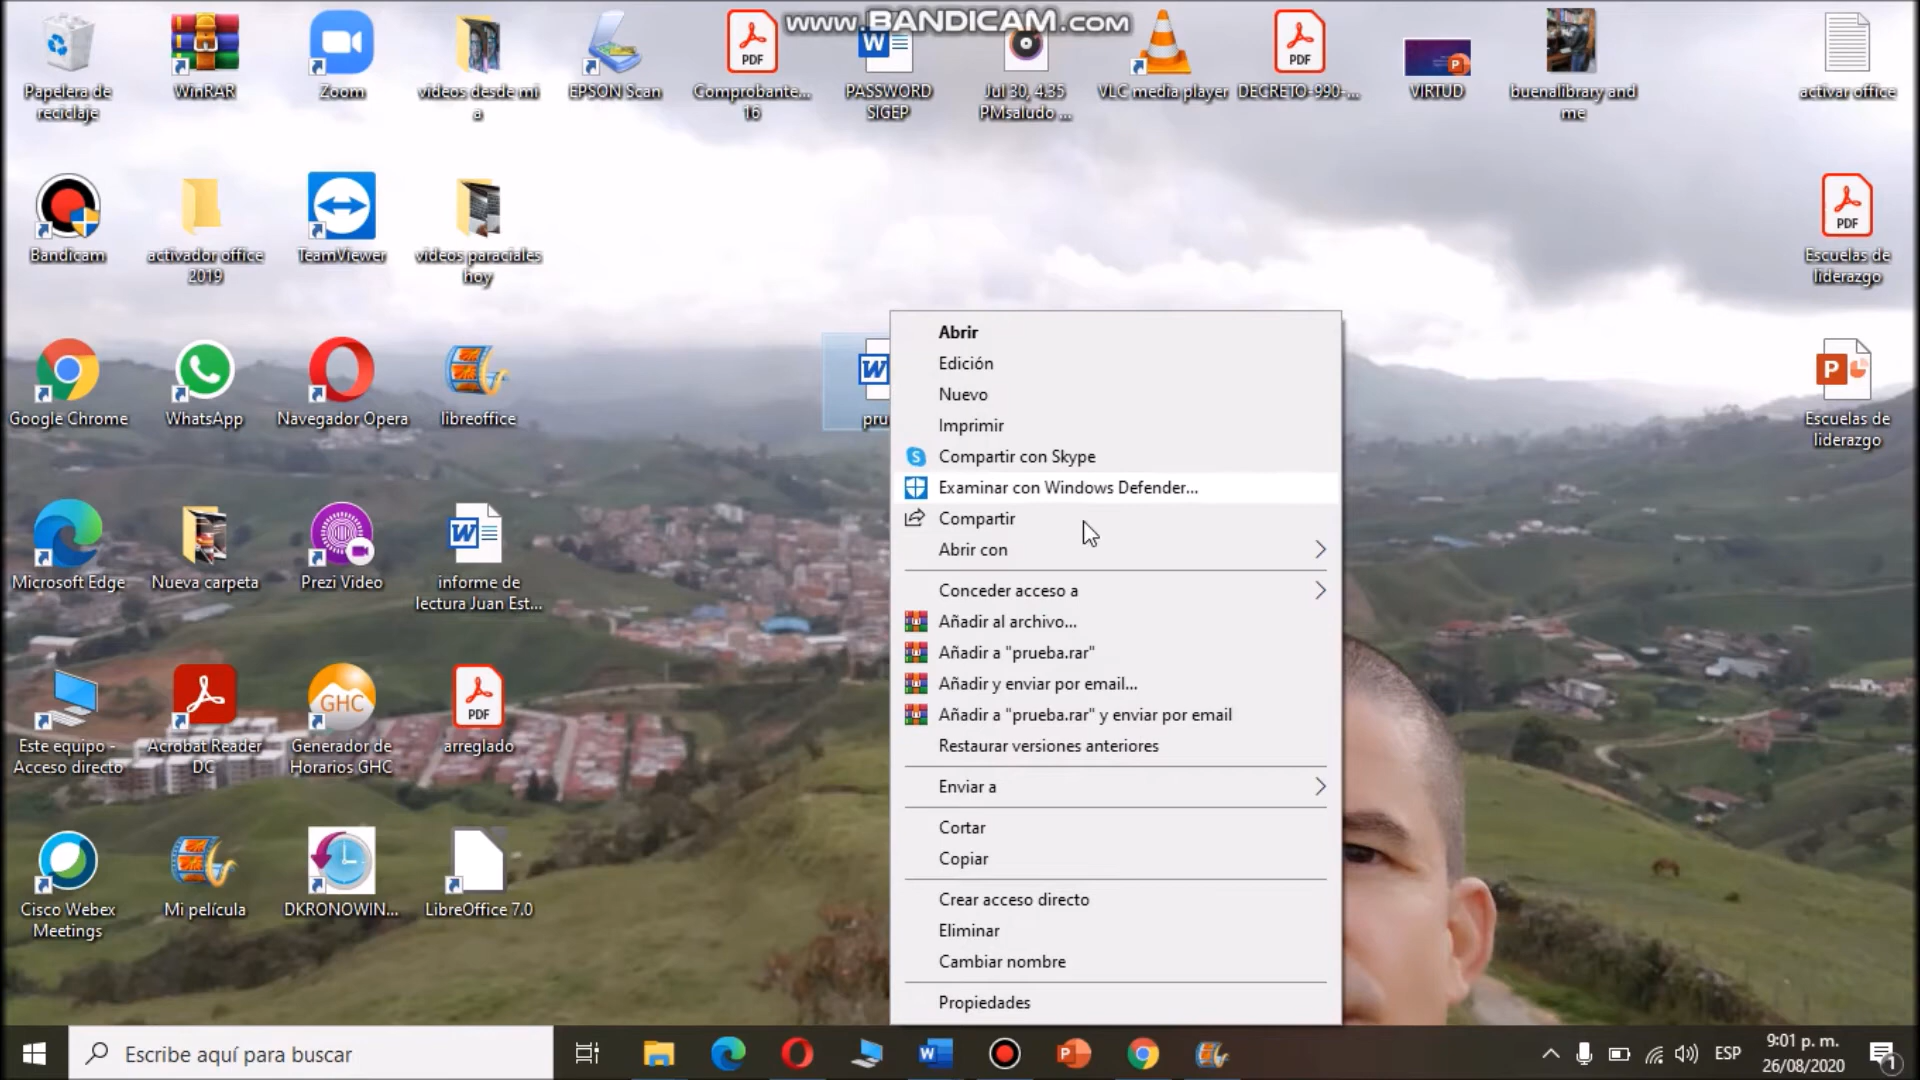 www.BANDICAM.com
Papelera de
reciclaje
WinRAR
Zoom
videos desde mi
a
EPSON Scan
PDF
Comprobante...
16
PASSWORD
SIGEP
Jul 30, 4.35
PMsaludo ...
VLC media player
PDF
DECRETO-990-...
VIRTUD
buenalibrary and
me
activar office
Bandicam
activador office
2019
TeamViewer
videos paraciales
hoy
PDF
Escuelas de
liderazgo
Google Chrome
WhatsApp
Navegador Opera
libreoffice
pru
Escuelas de
liderazgo
Microsoft Edge
Nueva carpeta
Prezi Video
informe de
lectura Juan Est...
Este equipo -
Acceso directo
Acrobat Reader
DC
GHC
Generador de
Horarios GHC
PDF
arreglado
Cisco Webex
Meetings
Mi película
DKRONOWIN...
LibreOffice 7.0
Abrir
Edición
Nuevo
Imprimir
Compartir con Skype
Examinar con Windows Defender...
Compartir
Abrir con
Conceder acceso a
Añadir al archivo...
Añadir a "prueba.rar"
Añadir y enviar por email...
Añadir a "prueba.rar" y enviar por email
Restaurar versiones anteriores
Enviar a
Cortar
Copiar
Crear acceso directo
Eliminar
Cambiar nombre
Propiedades
Escribe aquí para buscar
ESP
9:01 p. m.
26/08/2020
1